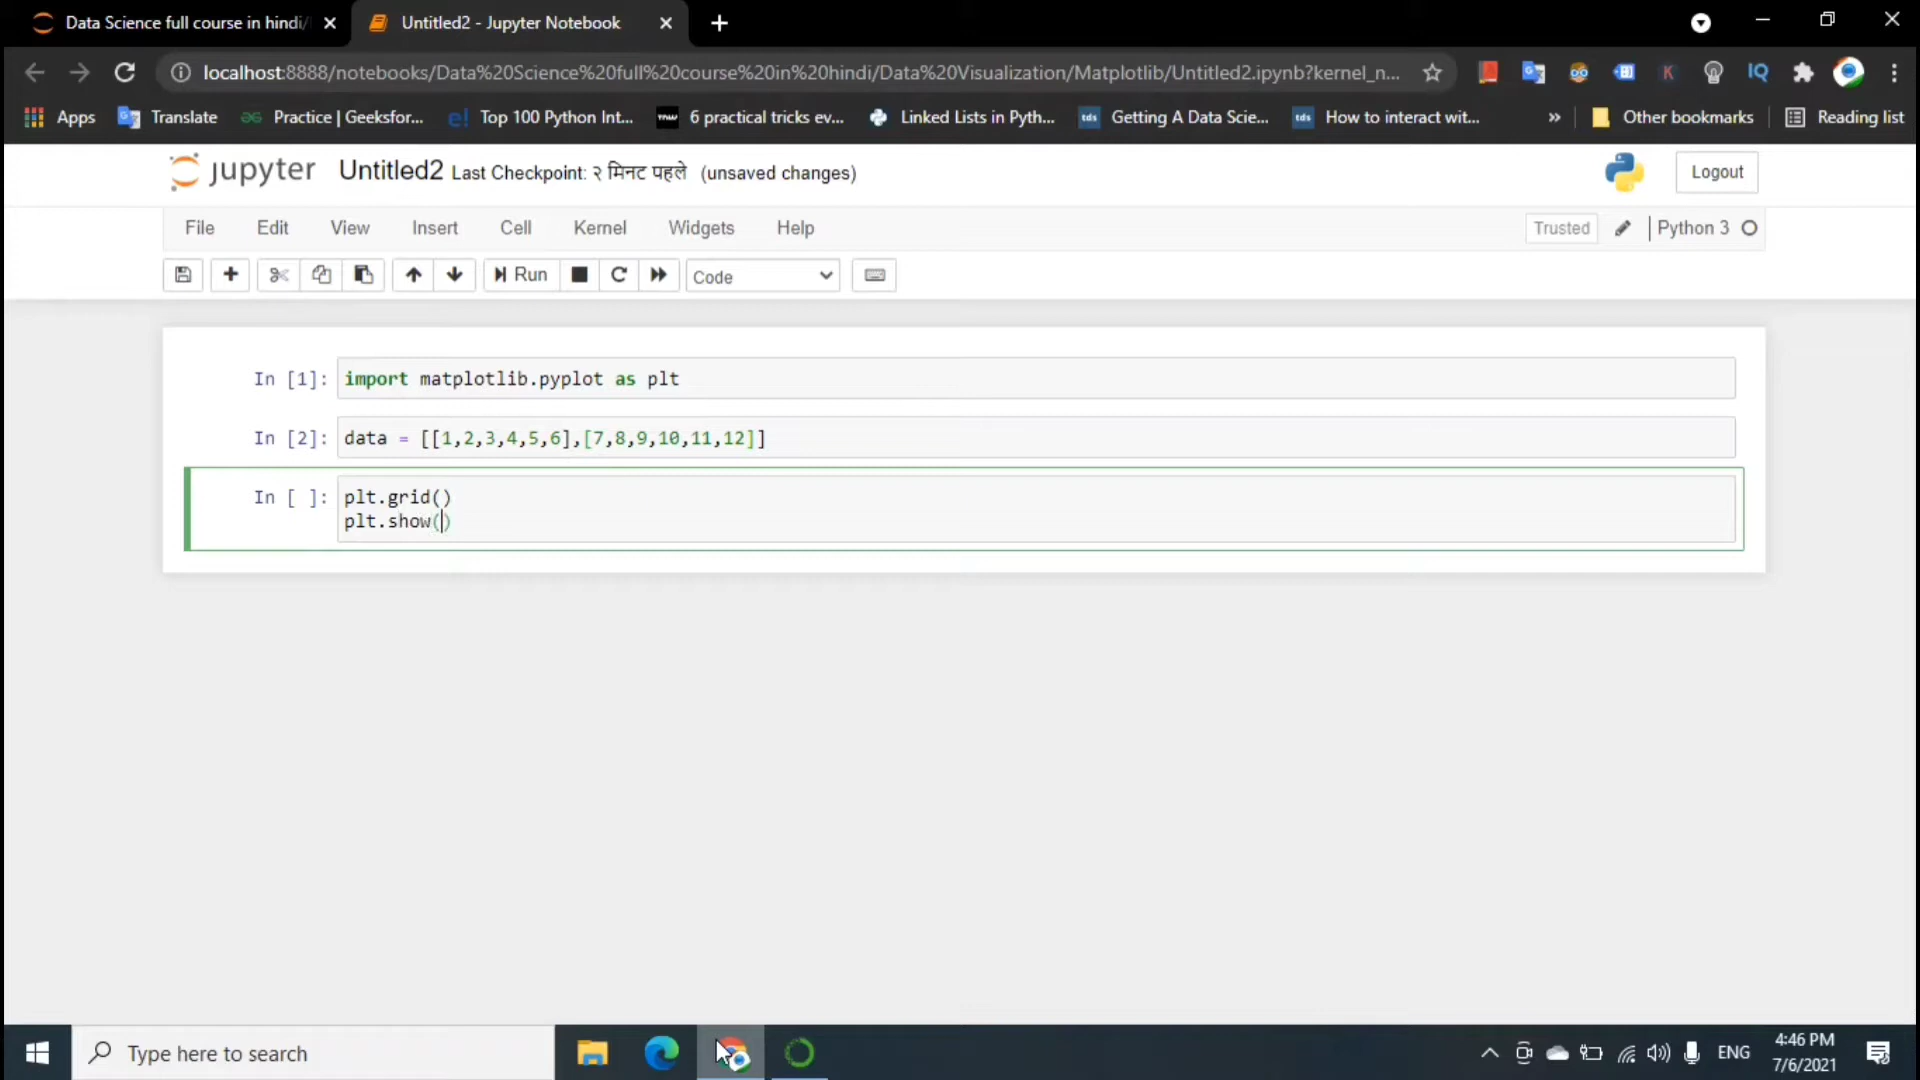 Data Science full course in hindi/
Untitled2 - Jupyter Notebook
localhost:8888/notebooks/Data%20Science%20full%20course%20in%20hindi/Data%20Visualization/Matplotlib/Untitled2.ipynb?kernel_n...
Apps Translate Practice | Geeksfor... Top 100 Python Int... 6 practical tricks ev... Linked Lists in Pyth... tds Getting A Data Scie... tds How to interact wit... » Other bookmarks Reading list
jupyter Untitled2 Last Checkpoint: २ मिनट पहले (unsaved changes) Logout
File Edit View Insert Cell Kernel Widgets Help Trusted Python 3
Run Code
In [1]: import matplotlib.pyplot as plt
In [2]: data = [[1,2,3,4,5,6],[7,8,9,10,11,12]]
In [ ]: plt.grid()
plt.show()
Type here to search
ENG
4:46 PM
7/6/2021